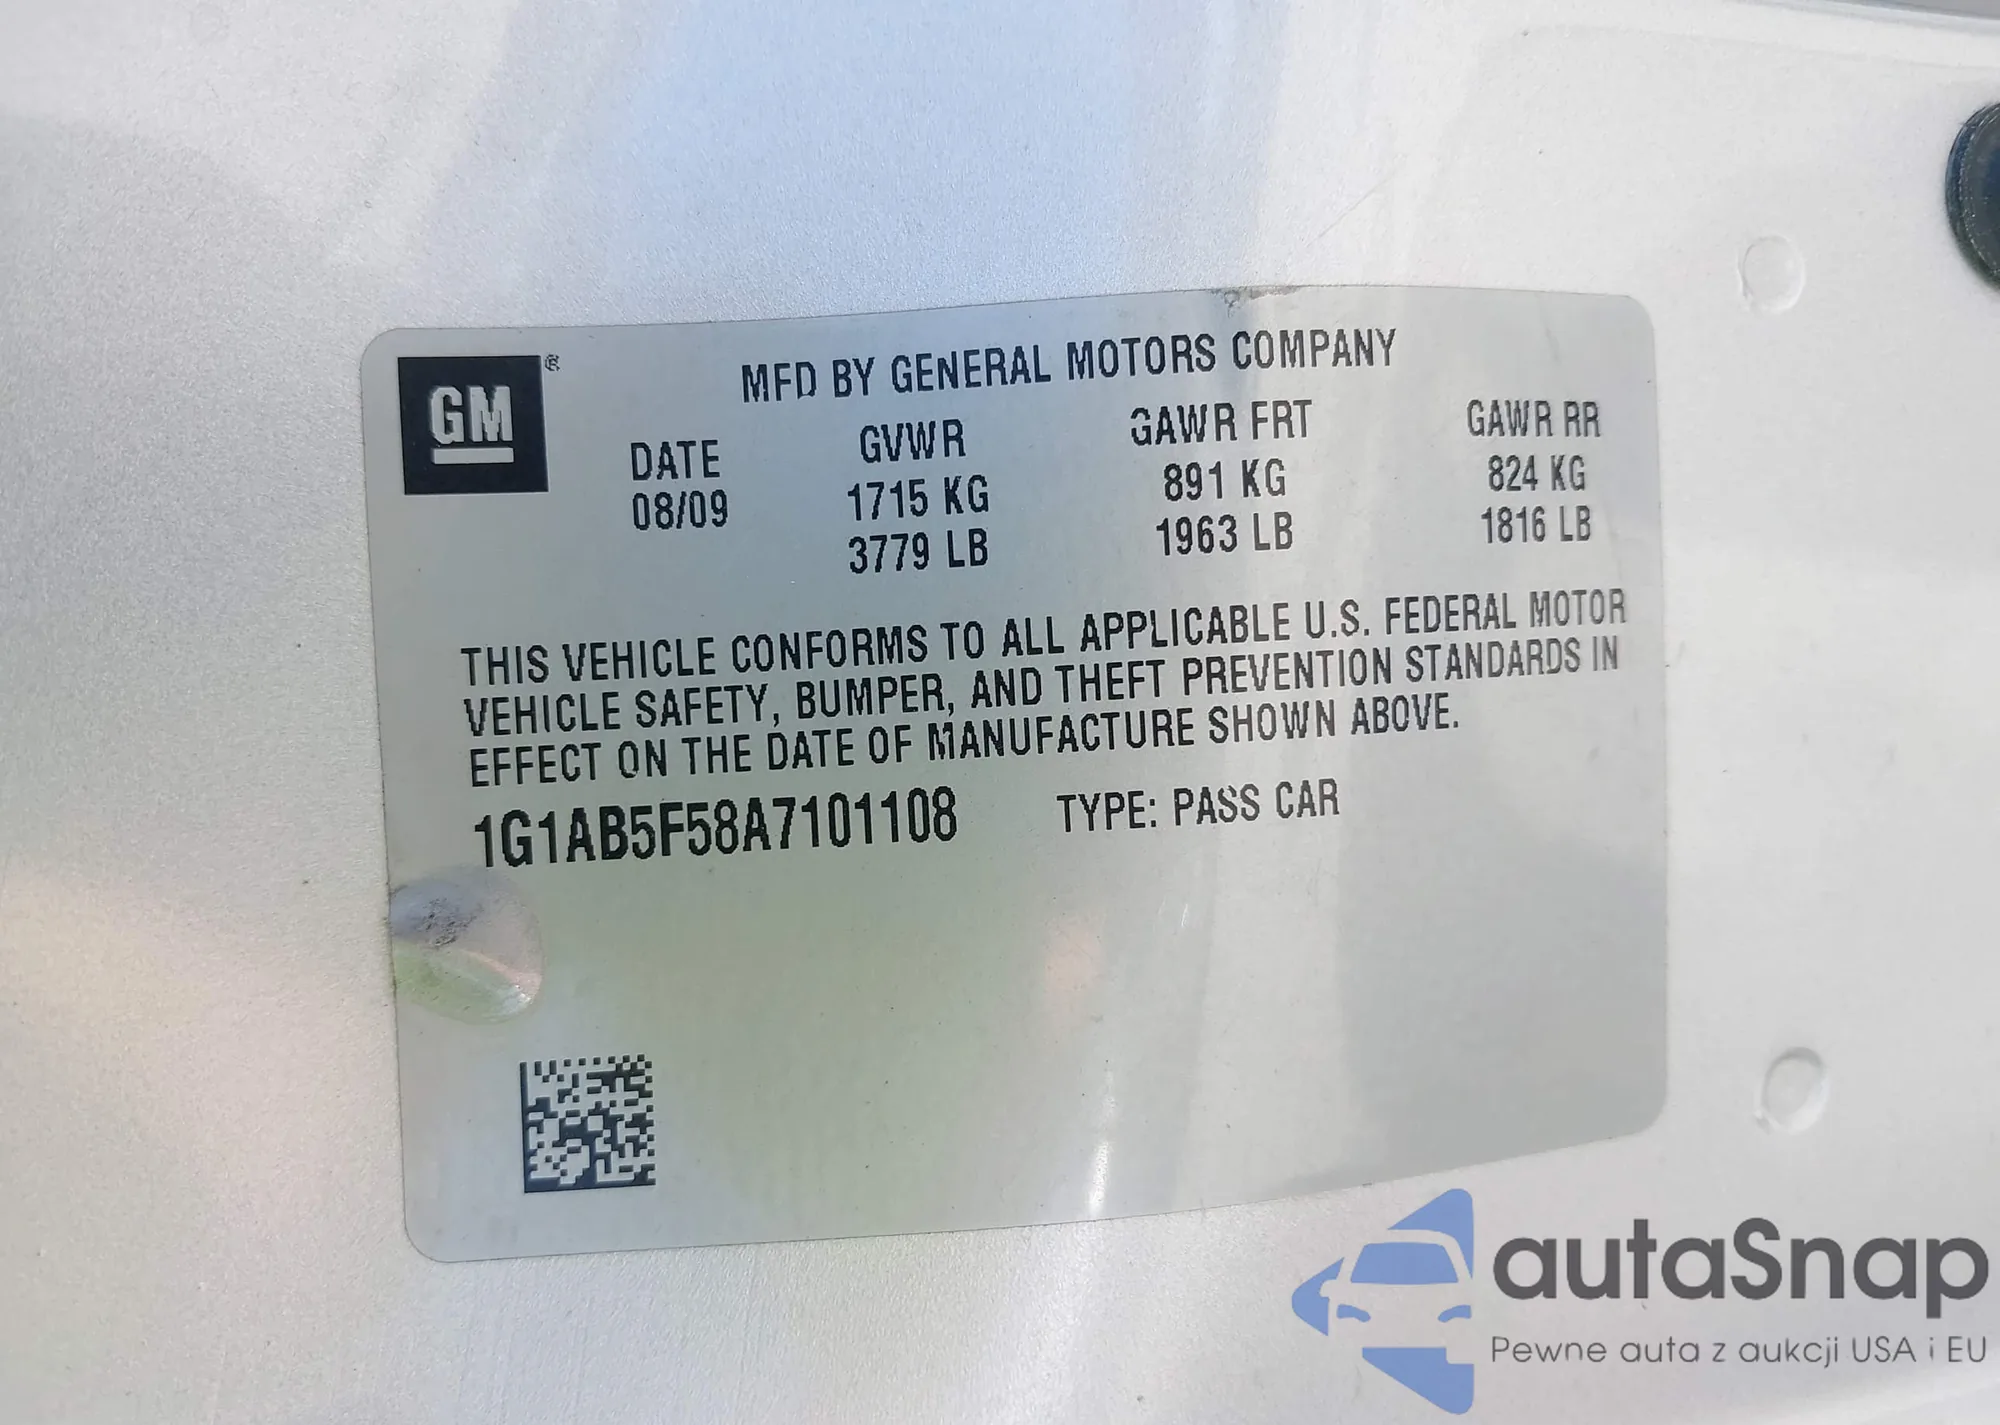 GM®
MFD BY GENERAL MOTORS COMPANY
DATE GVWR GAWR FRT GAWR RR
08/09 1715 KG 891 KG 824 KG
3779 LB 1963 LB 1816 LB
THIS VEHICLE CONFORMS TO ALL APPLICABLE U.S. FEDERAL MOTOR
VEHICLE SAFETY, BUMPER, AND THEFT PREVENTION STANDARDS IN
EFFECT ON THE DATE OF MANUFACTURE SHOWN ABOVE.
1G1AB5F58A7101108 TYPE: PASS CAR
autaSnap
Pewne auta z aukcji USA i EU